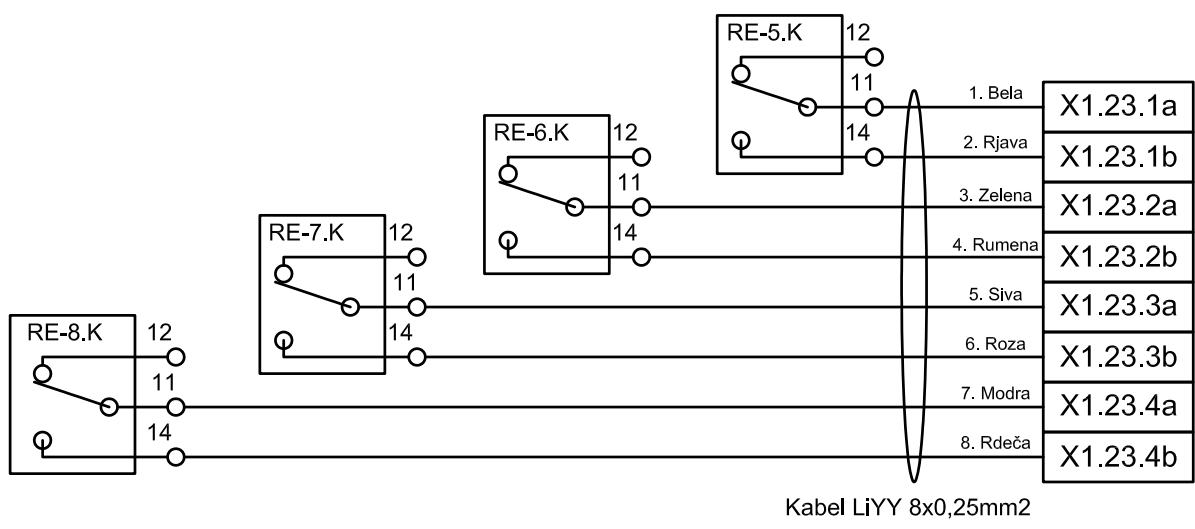 RE-5.K 12
11
1. Bela X1.23.1a
14
2. Rjava X1.23.1b
RE-6.K 12
11
3. Zelena X1.23.2a
14
4. Rumena X1.23.2b
RE-7.K 12
11
5. Siva X1.23.3a
14
6. Roza X1.23.3b
RE-8.K 12
11
7. Modra X1.23.4a
14
8. Rdeča X1.23.4b
Kabel LiYY 8x0,25mm2